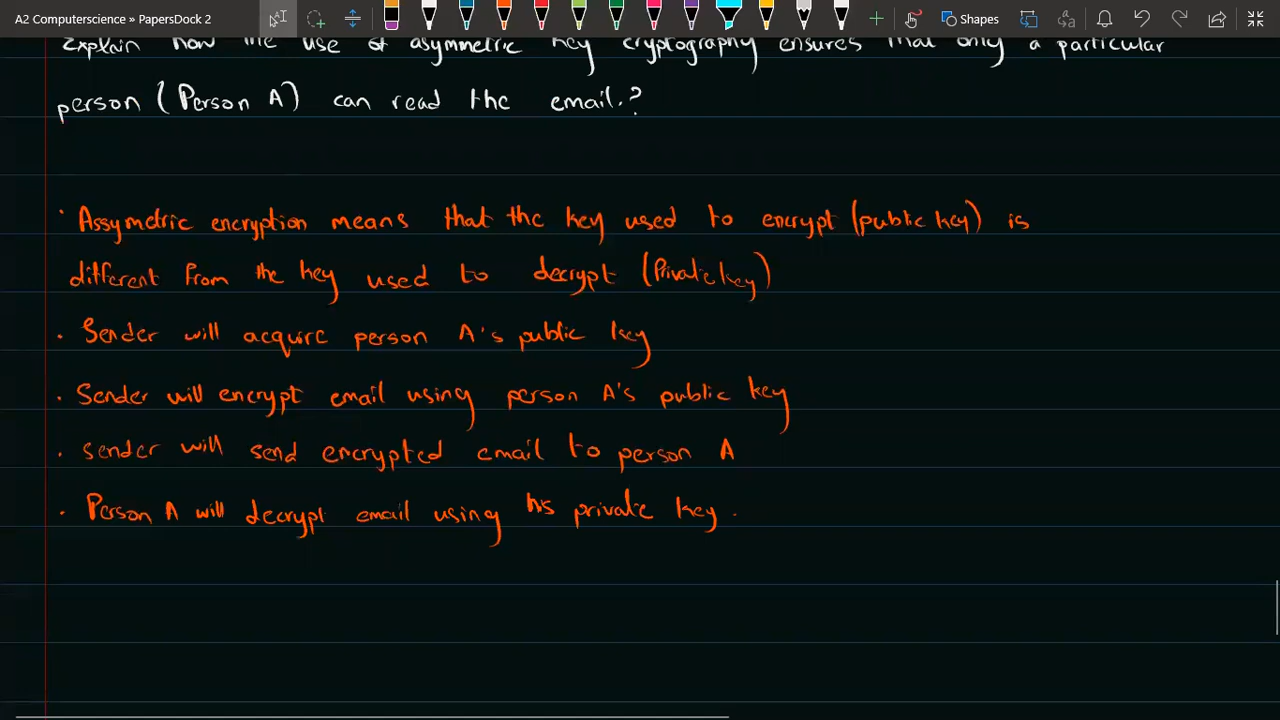 A2 Computerscience » PapersDock 2
Shapes
Explain how the use of asymmetric key cryptography ensures that only a particular
person (Person A) can read the email.?
· Assymetric encryption means that the key used to encrypt (public key) is
different from the key used to decrypt (Private key)
· Sender will acquire person A's public key
· Sender will encrypt email using person A's public key
· sender will send encrypted email to person A
· Person A will decrypt email using his private key.